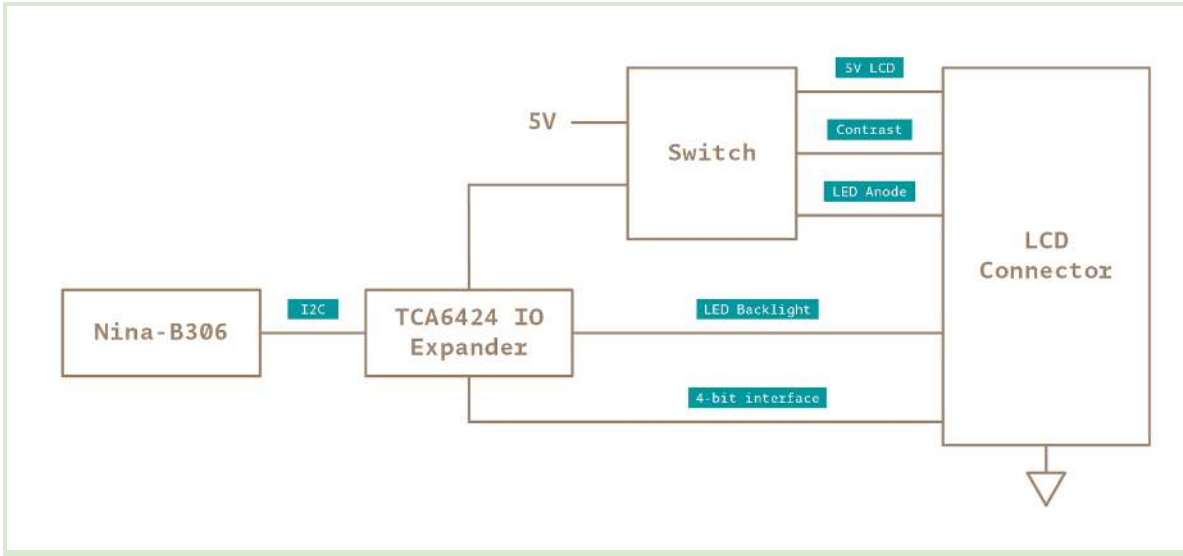 5V LCD
5V
Contrast
Switch
LED Anode
LCD
Connector
Nina-B306
I2C
TCA6424 IO
Expander
LED Backlight
4-bit interface